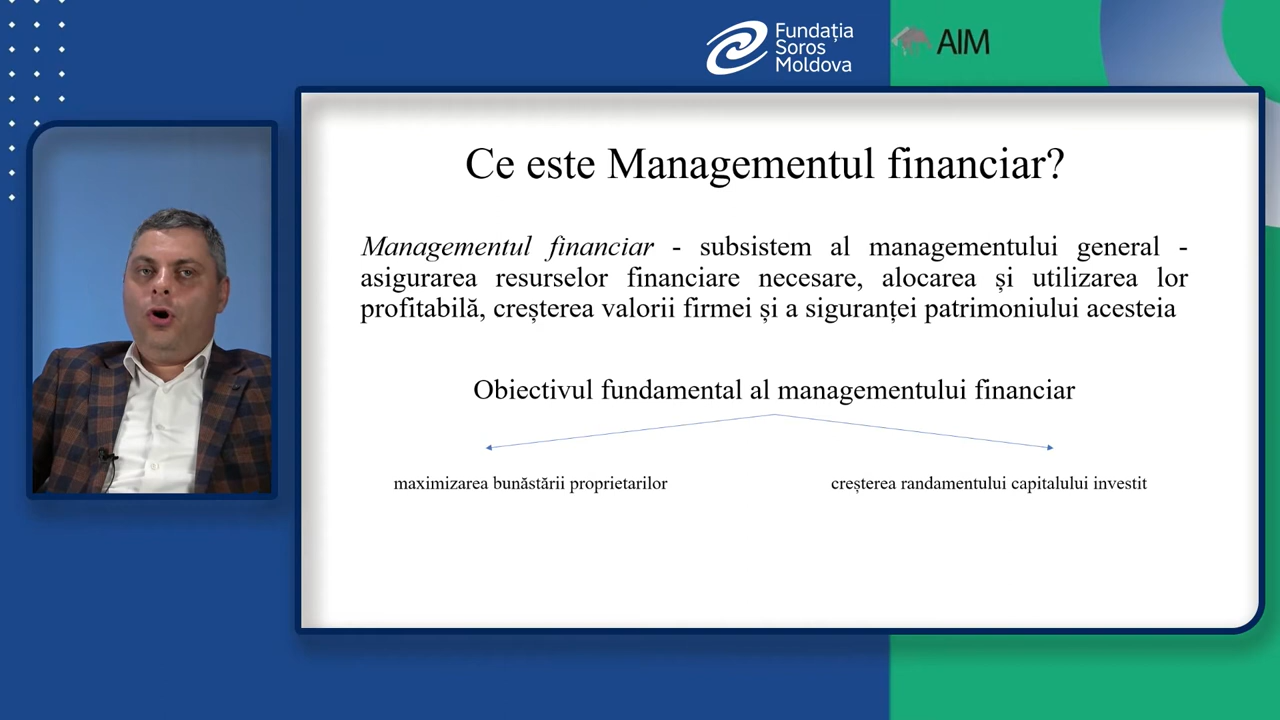 Fundația
Soros
Moldova
AIM
Ce este Managementul financiar?
Managementul financiar - subsistem al managementului general -
asigurarea resurselor financiare necesare, alocarea și utilizarea lor
profitabilă, creșterea valorii firmei și a siguranței patrimoniului acesteia
Obiectivul fundamental al managementului financiar
maximizarea bunăstării proprietarilor
creșterea randamentului capitalului investit